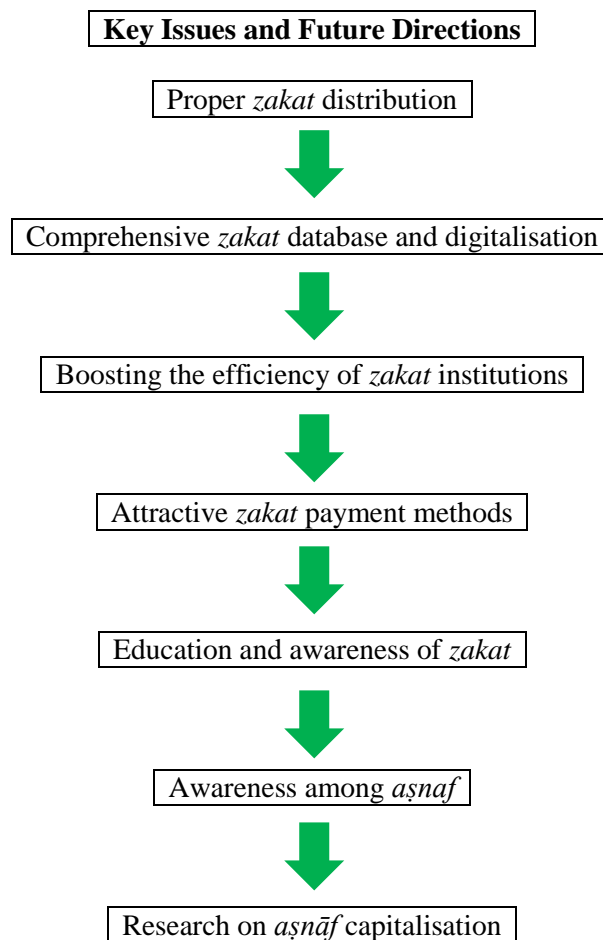 Key Issues and Future Directions
Proper zakat distribution
Comprehensive zakat database and digitalisation
Boosting the efficiency of zakat institutions
Attractive zakat payment methods
Education and awareness of zakat
Awareness among aṣnaf
Research on aṣnāf capitalisation